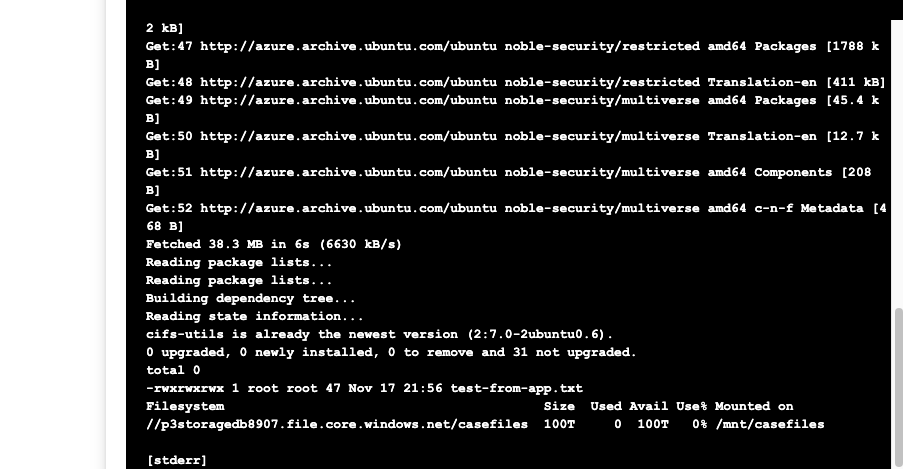 2 kB]
Get:47 http://azure.archive.ubuntu.com/ubuntu noble-security/restricted amd64 Packages [1788 k
B]
Get:48 http://azure.archive.ubuntu.com/ubuntu noble-security/restricted Translation-en [411 kB]
Get:49 http://azure.archive.ubuntu.com/ubuntu noble-security/multiverse amd64 Packages [45.4 k
B]
Get:50 http://azure.archive.ubuntu.com/ubuntu noble-security/multiverse Translation-en [12.7 k
B]
Get:51 http://azure.archive.ubuntu.com/ubuntu noble-security/multiverse amd64 Components [208
B]
Get:52 http://azure.archive.ubuntu.com/ubuntu noble-security/multiverse amd64 c-n-f Metadata [4
68 B]
Fetched 38.3 MB in 6s (6630 kB/s)
Reading package lists...
Reading package lists...
Building dependency tree...
Reading state information...
cifs-utils is already the newest version (2:7.0-2ubuntu0.6).
0 upgraded, 0 newly installed, 0 to remove and 31 not upgraded.
total 0
-rwxrwxrwx 1 root root 47 Nov 17 21:56 test-from-app.txt
Filesystem                                         Size  Used Avail Use% Mounted on
//p3storagedb8907.file.core.windows.net/casefiles  100T     0  100T   0% /mnt/casefiles
[stderr]